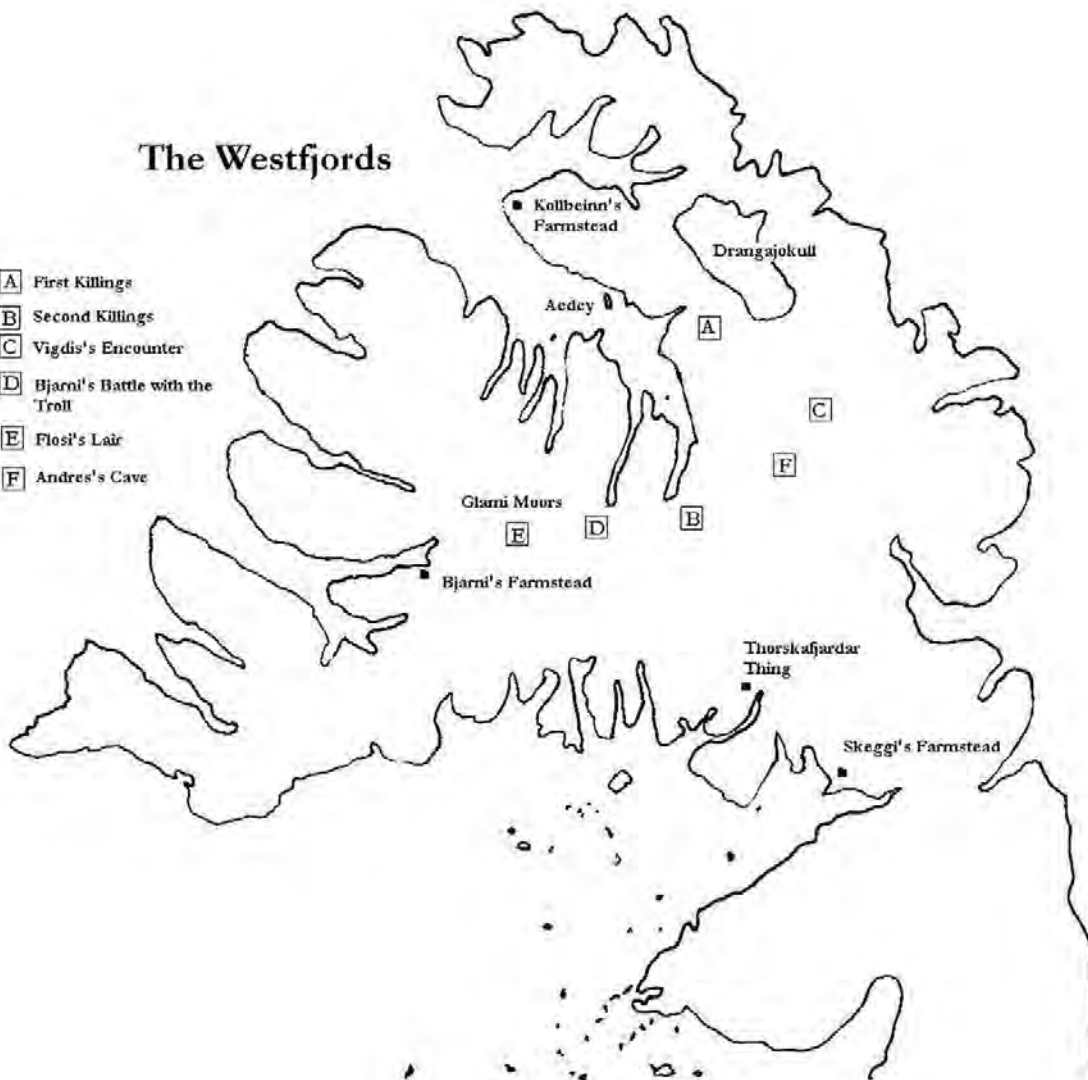 The Westfjords
A First Killings
B Second Killings
C Vigdis's Encounter
D Bjarni's Battle with the
Troll
E Flosi's Lair
F Andres's Cave
Kollbeinn's
Farmstead
Drangajokull
Aedey
A
C
F
Glami Moors
B
D
E
Bjarni's Farmstead
Thorskafjardar
Thing
Skeggi's Farmstead